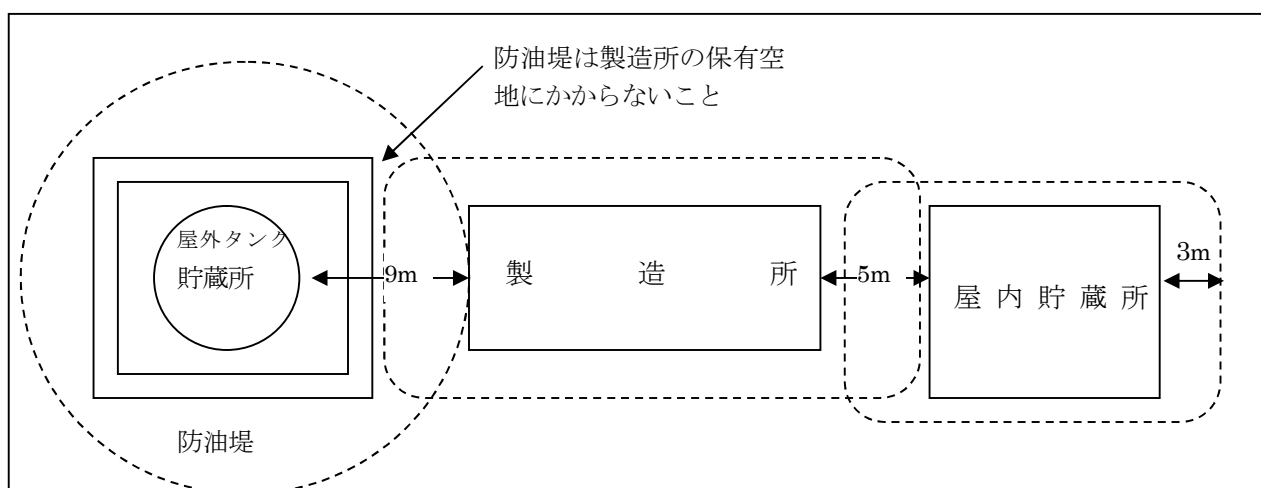 防油堤は製造所の保有空
地にかからないこと
屋外タンク
貯蔵所
9m
製造所
5m
屋内貯蔵所
3m
防油堤